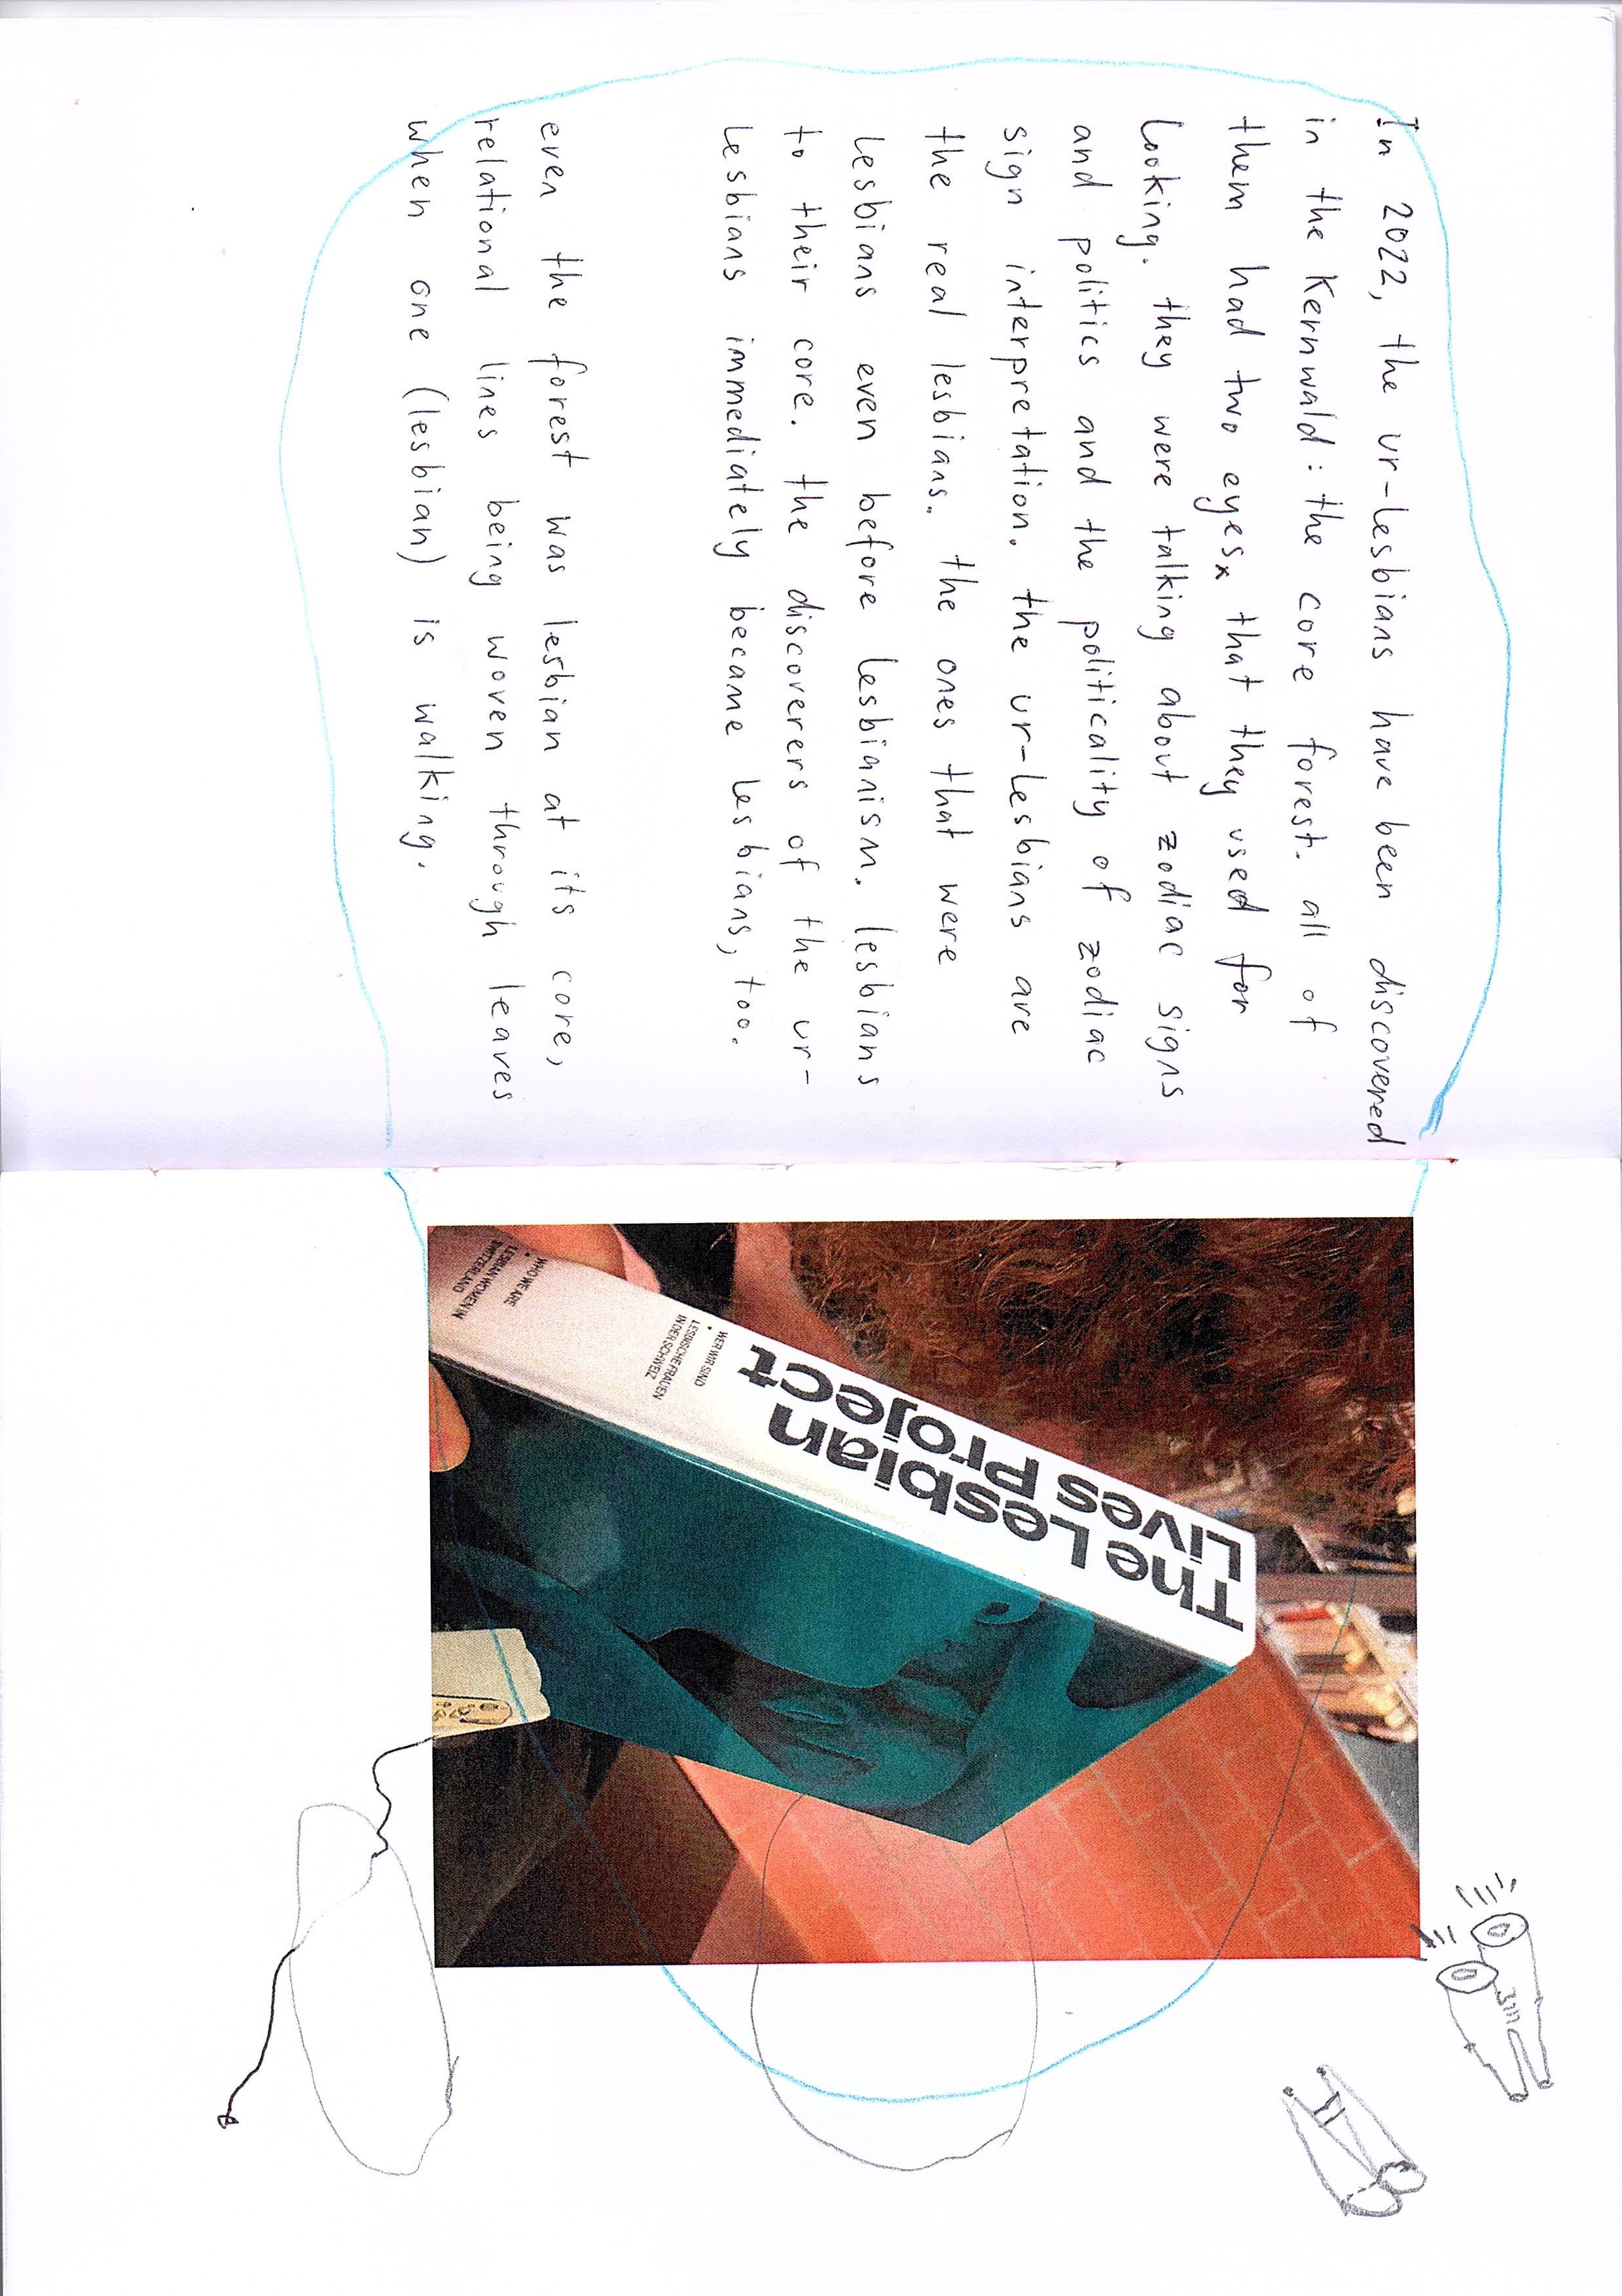 In 2022, the ur-lesbians have been discovered
in the Kernwald: the core forest. all of
them had two eyes that they used for
looking. they were talking about zodiac signs
and politics and the politicality of zodiac
sign interpretation. the ur-lesbians are
the real lesbians. the ones that were
lesbians even before lesbianism. lesbians
to their core. the discoverers of the ur-
lesbians immediately became lesbians, too.
even the forest was lesbian at its core,
relational lines being woven through leaves
when one (lesbian) is walking.
The Lesbian
Lives Project
WER WIR SIND
•
LESBISCHE FRAUEN
IN DER SCHWEIZ
WHO WE ARE
•
LESBIAN WOMEN IN
SWITZERLAND